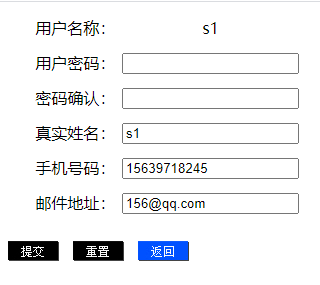 用户名称： s1
用户密码：
密码确认：
真实姓名： s1
手机号码： 15639718245
邮件地址： 156@qq.com
提交 重置 返回